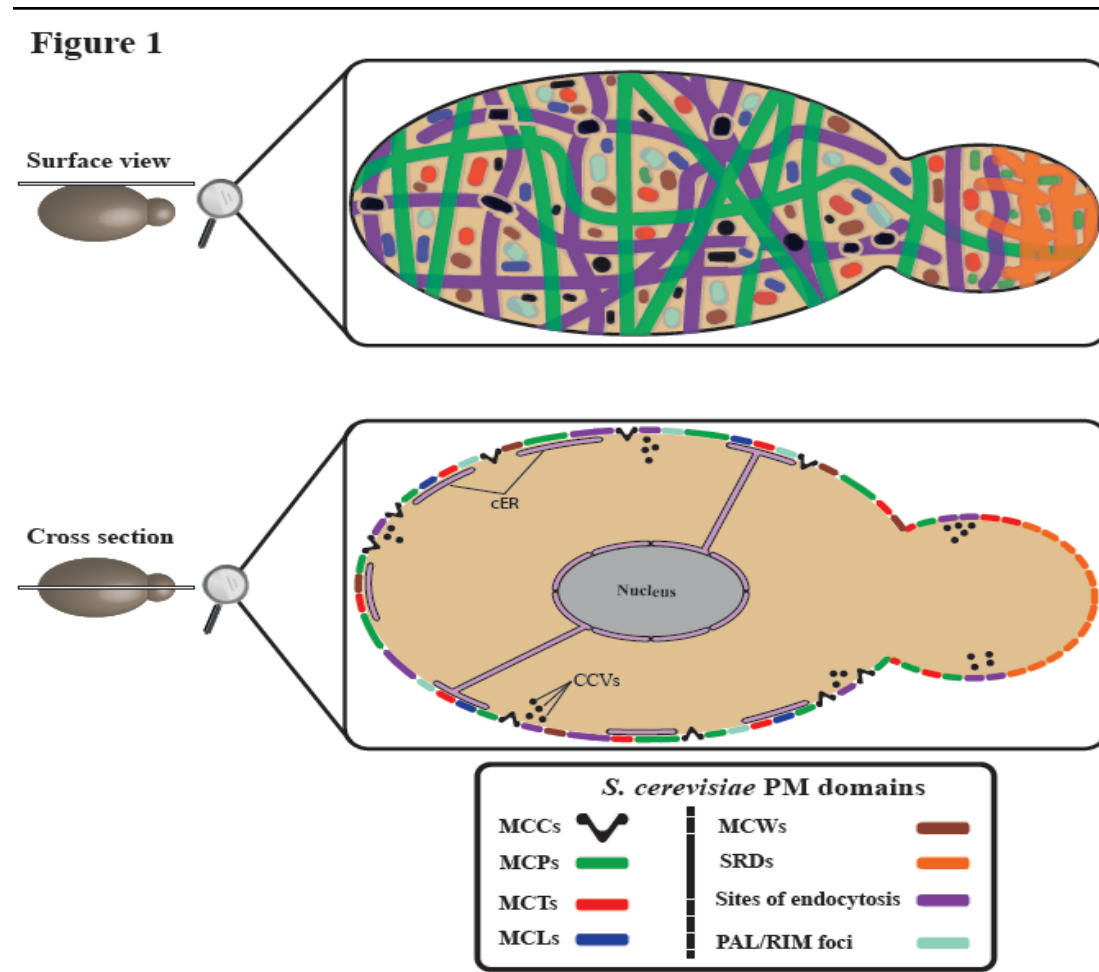 Figure 1
Surface view
cER
Cross section
Nucleus
CCVs
S. cerevisiae PM domains
MCCs
MCWs
MCPs
SRDs
MCTs
Sites of endocytosis
MCLs
PAL/RIM foci